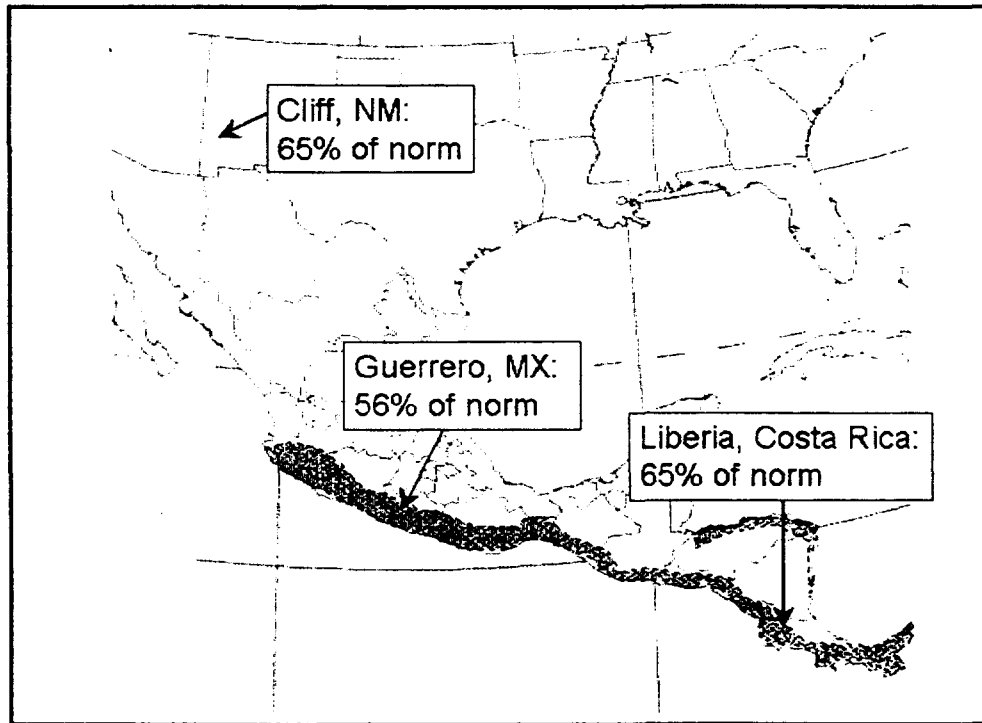 Cliff, NM:
65% of norm
Guerrero, MX:
56% of norm
Liberia, Costa Rica:
65% of norm